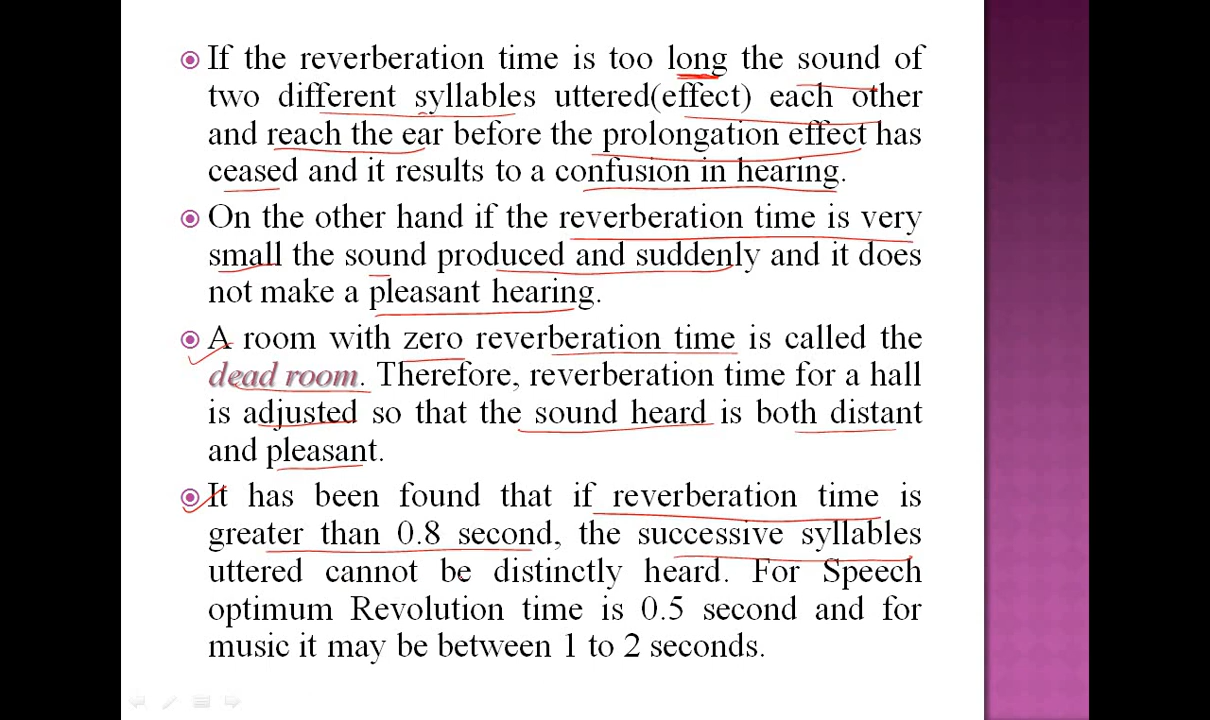 If the reverberation time is too long the sound of
two different syllables uttered(effect) each other
and reach the ear before the prolongation effect has
ceased and it results to a confusion in hearing.
On the other hand if the reverberation time is very
small the sound produced and suddenly and it does
not make a pleasant hearing.
A room with zero reverberation time is called the
dead room. Therefore, reverberation time for a hall
is adjusted so that the sound heard is both distant
and pleasant.
It has been found that if reverberation time is
greater than 0.8 second, the successive syllables
uttered cannot be distinctly heard. For Speech
optimum Revolution time is 0.5 second and for
music it may be between 1 to 2 seconds.